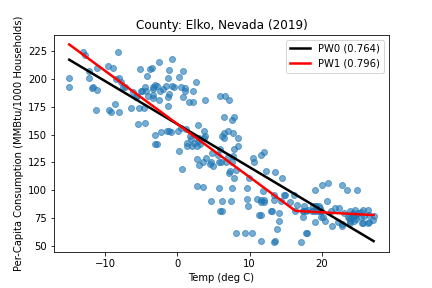 County: Elko, Nevada (2019)
Per-Capita Consumption (MMBtu/1000 Households)
225
200
175
150
125
100
75
50
PW0 (0.764)
PW1 (0.796)
−10
0
10
20
Temp (deg C)